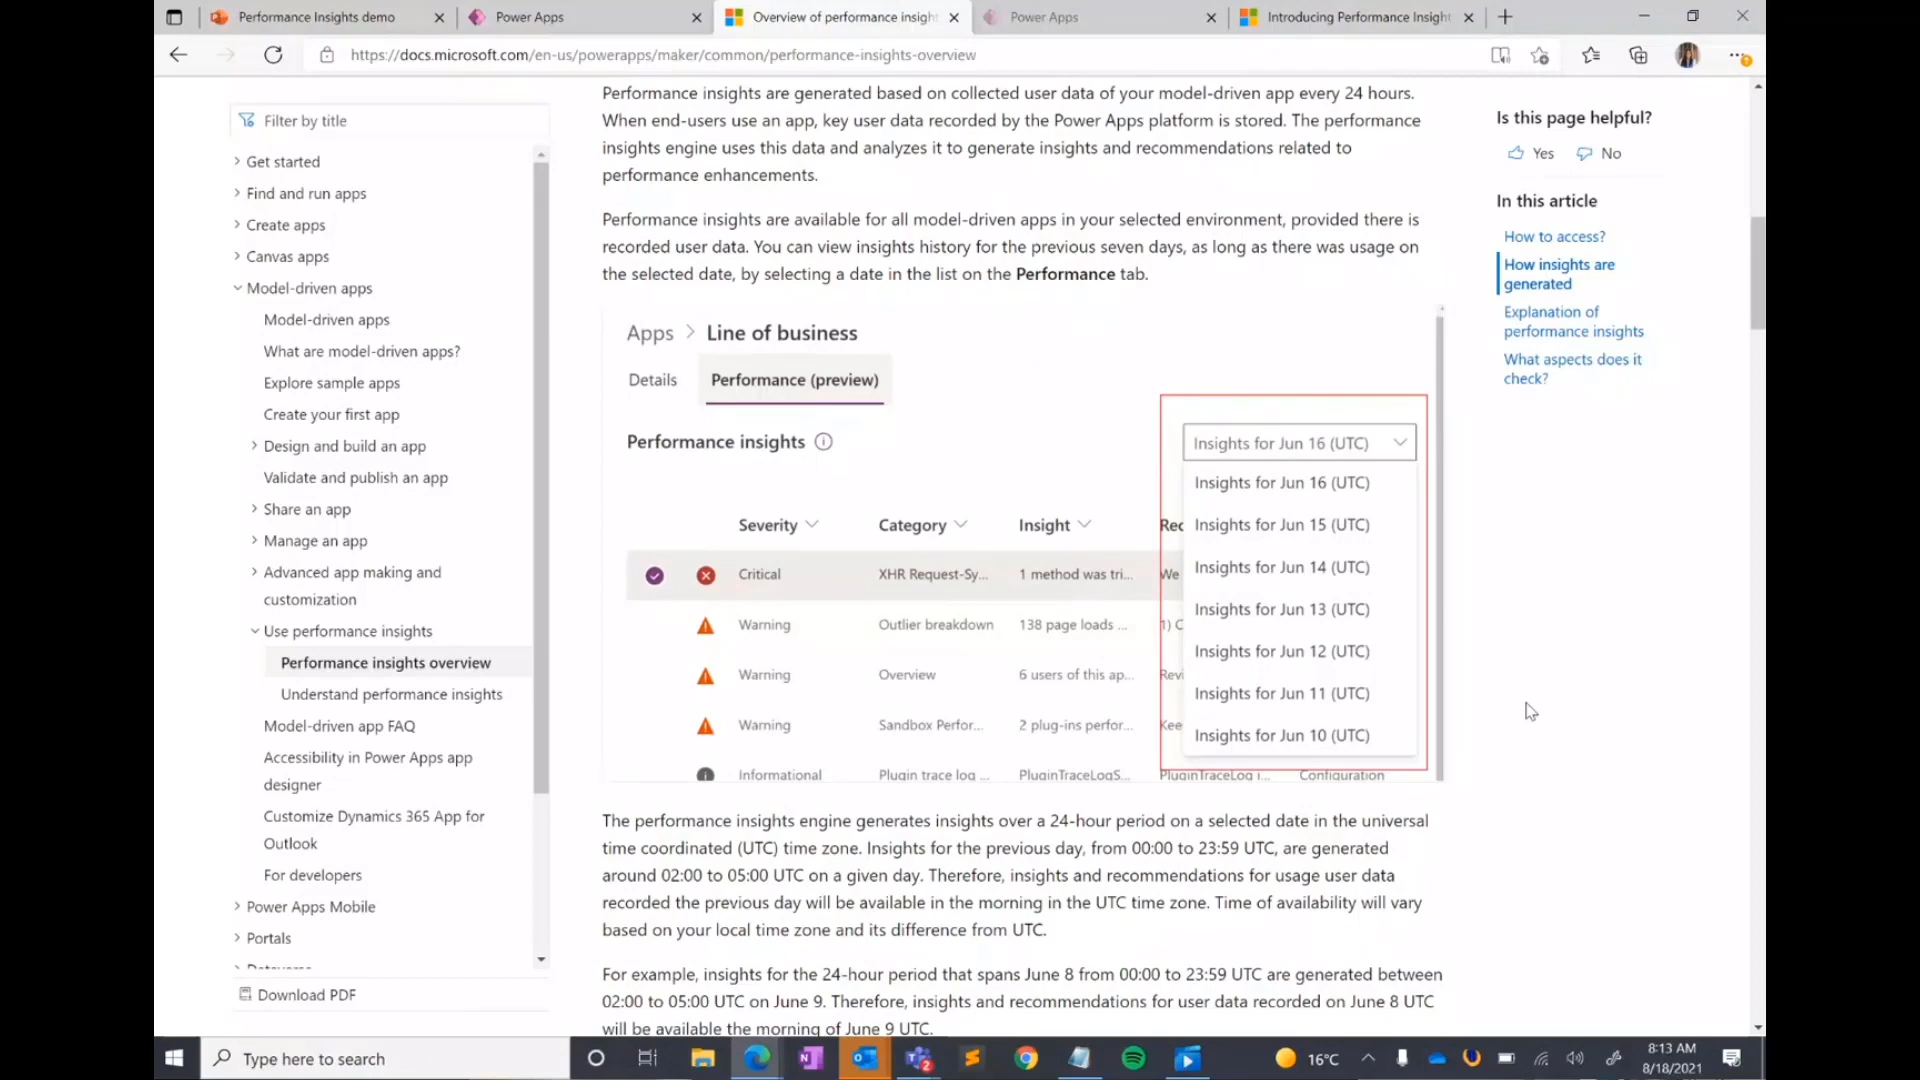 Performance Insights demo
Power Apps
Overview of performance insight
Power Apps
Introducing Performance Insight
https://docs.microsoft.com/en-us/powerapps/maker/common/performance-insights-overview
Filter by title
Get started
Find and run apps
Create apps
Canvas apps
Model-driven apps
Model-driven apps
What are model-driven apps?
Explore sample apps
Create your first app
Design and build an app
Validate and publish an app
Share an app
Manage an app
Advanced app making and
customization
Use performance insights
Performance insights overview
Understand performance insights
Model-driven app FAQ
Accessibility in Power Apps app
designer
Customize Dynamics 365 App for
Outlook
For developers
Power Apps Mobile
Portals
Download PDF
Performance insights are generated based on collected user data of your model-driven app every 24 hours.
When end-users use an app, key user data recorded by the Power Apps platform is stored. The performance
insights engine uses this data and analyzes it to generate insights and recommendations related to
performance enhancements.
Performance insights are available for all model-driven apps in your selected environment, provided there is
recorded user data. You can view insights history for the previous seven days, as long as there was usage on
the selected date, by selecting a date in the list on the Performance tab.
Apps > Line of business
Details Performance (preview)
Performance insights
Insights for Jun 16 (UTC)
Insights for Jun 16 (UTC)
Insights for Jun 15 (UTC)
Insights for Jun 14 (UTC)
Insights for Jun 13 (UTC)
Insights for Jun 12 (UTC)
Insights for Jun 11 (UTC)
Insights for Jun 10 (UTC)
Severity Category Insight Rec
Critical XHR Request-Sy... 1 method was tri... We
Warning Outlier breakdown 138 page loads ... 1) C
Warning Overview 6 users of this ap... Revi
Warning Sandbox Perfor... 2 plug-ins perfor... Kee
Informational Plugin trace log ... PluginTraceLogS... PluginTraceLog i... Configuration
The performance insights engine generates insights over a 24-hour period on a selected date in the universal
time coordinated (UTC) time zone. Insights for the previous day, from 00:00 to 23:59 UTC, are generated
around 02:00 to 05:00 UTC on a given day. Therefore, insights and recommendations for usage user data
recorded the previous day will be available in the morning in the UTC time zone. Time of availability will vary
based on your local time zone and its difference from UTC.
For example, insights for the 24-hour period that spans June 8 from 00:00 to 23:59 UTC are generated between
02:00 to 05:00 UTC on June 9. Therefore, insights and recommendations for user data recorded on June 8 UTC
will be available the morning of June 9 UTC.
Is this page helpful?
Yes No
In this article
How to access?
How insights are
generated
Explanation of
performance insights
What aspects does it
check?
Type here to search
2
16°C
8:13 AM
8/18/2021